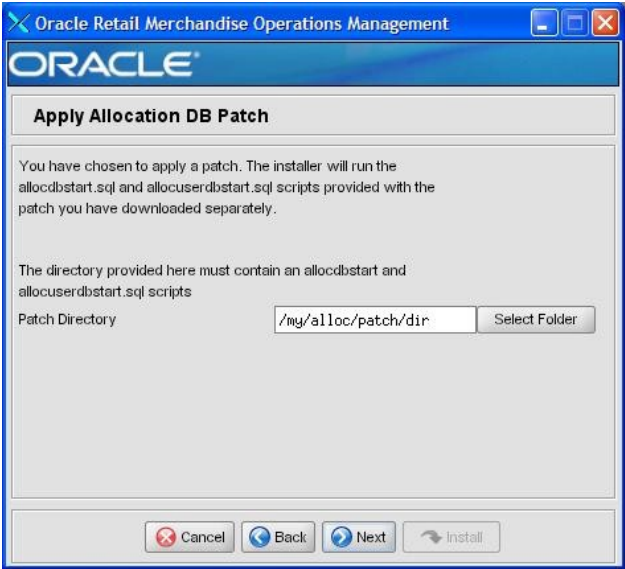 Oracle Retail Merchandise Operations Management
ORACLE
Apply Allocation DB Patch
You have chosen to apply a patch. The installer will run the
allocdbstart.sql and allocuserdbstart.sql scripts provided with the
patch you have downloaded separately.
The directory provided here must contain an allocdbstart and
allocuserdbstart.sql scripts
Patch Directory /my/alloc/patch/dir Select Folder
Cancel Back Next Install